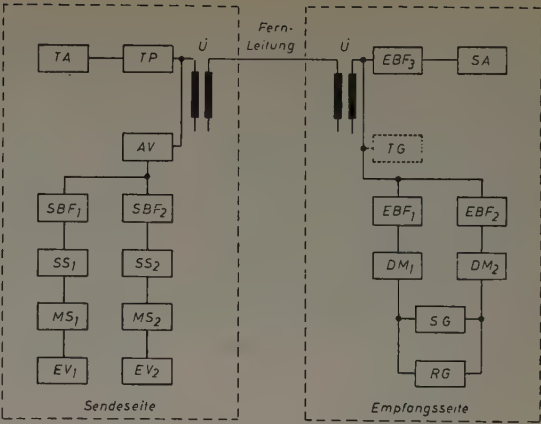 Fern-
Leitung
Ü
Ü
TA
TP
AV
SBF₁
SBF₂
SS₁
SS₂
MS₁
MS₂
EV₁
EV₂
Sendeseite
EBF₃
SA
TG
EBF₁
EBF₂
DM₁
DM₂
SG
RG
Empfangsseite